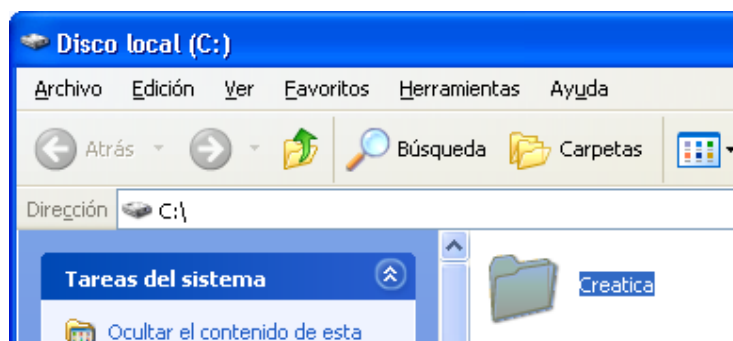 Disco local (C:)
Archivo Edición Ver Favoritos Herramientas Ayuda
Atrás Búsqueda Carpetas
Dirección C:\
Tareas del sistema
Creatica
Ocultar el contenido de esta